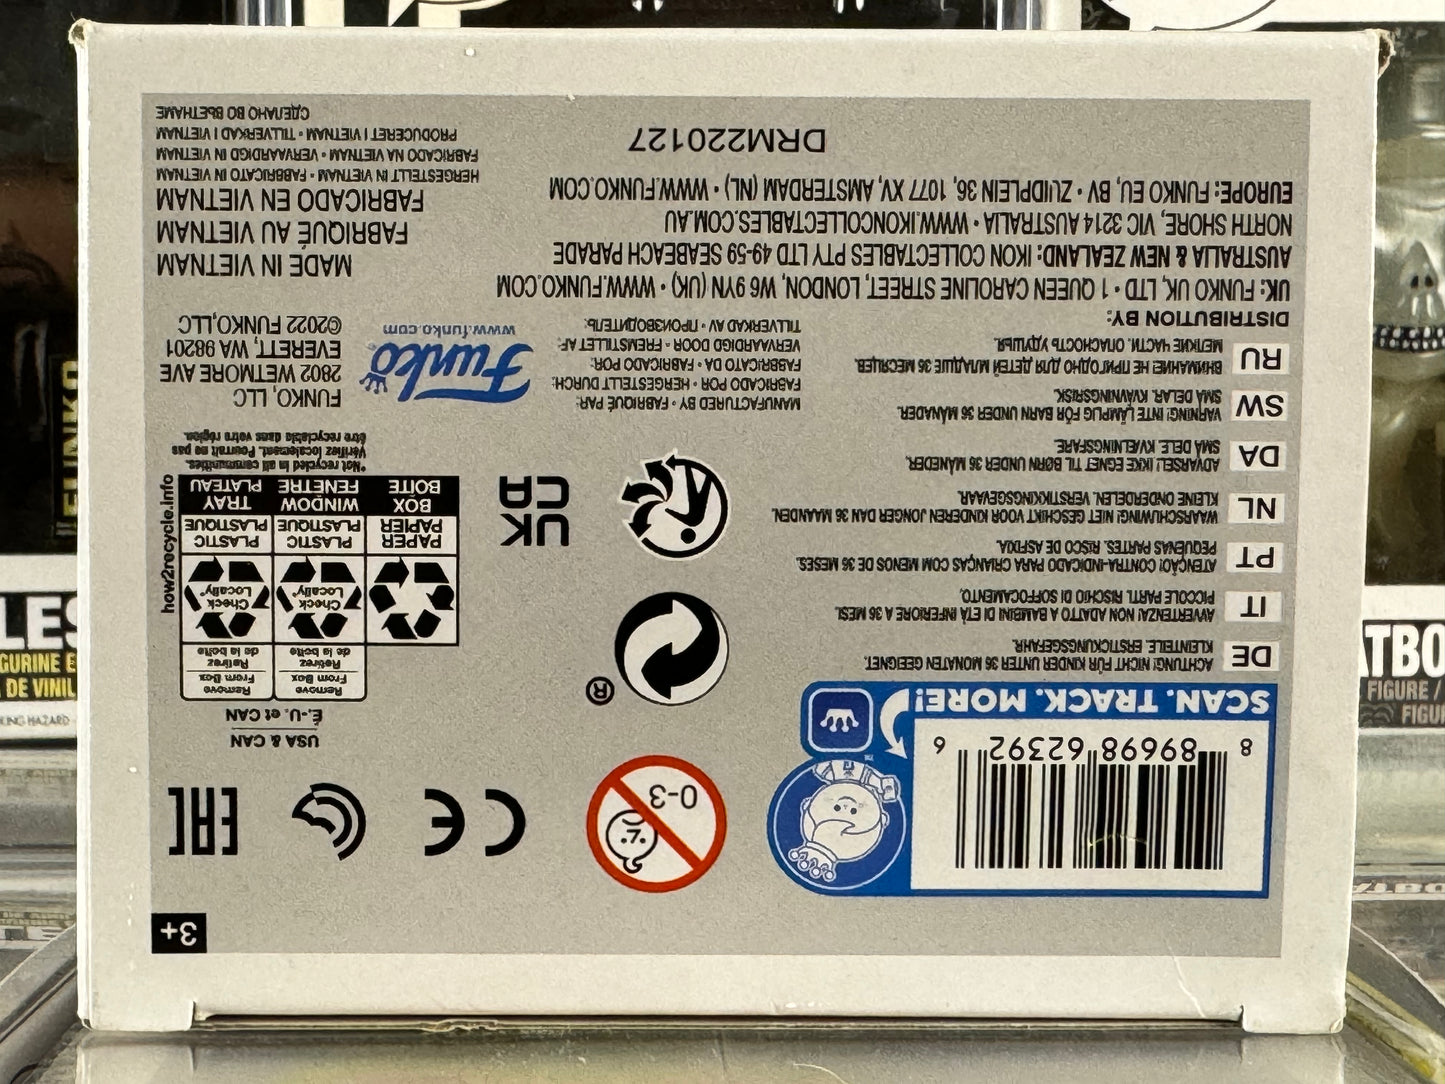 3+
8 89698 62392 6
SCAN. TRACK. MORE!
0-3
CE
EAC
USA & CAN
É.-U. et CAN
Remove From Box
Retirez de la boîte
Remove From Box
Retirez de la boîte
Check Locally*
Check Locally*
PAPER
PAPIER
BOX
BOÎTE
PLASTIC
PLASTIQUE
WINDOW
FENETRE
PLASTIC
PLASTIQUE
TRAY
PLATEAU
how2recycle.info
*Not recycled in all communities.
Vérifiez localement. Pourrait ne pas
être recyclable dans votre région.
®
UK
CA
DE
ACHTUNG! NICHT FÜR KINDER UNTER 36 MONATEN GEEIGNET.
KLEINTEILE. ERSTICKUNGSGEFAHR.
IT
AVVERTENZA! NON ADATTO A BAMBINI DI ETÀ INFERIORE A 36 MESI.
PICCOLE PARTI. RISCHIO DI SOFFOCAMENTO.
PT
ATENÇÃO! CONTRA-INDICADO PARA CRIANÇAS COM MENOS DE 36 MESES.
PEQUENAS PARTES. RISCO DE ASFIXIA.
NL
WAARSCHUWING! NIET GESCHIKT VOOR KINDEREN JONGER DAN 36 MAANDEN.
KLEINE ONDERDELEN. VERSTIKKINGSGEVAAR.
DA
ADVARSEL! IKKE EGNET TIL BØRN UNDER 36 MÅNEDER.
SMÅ DELE. KVÆLNINGSFARE.
SW
VARNING! INTE LÄMPLIG FÖR BARN UNDER 36 MÅNADER.
SMÅ DELAR. KVÄVNINGSRISK.
RU
ВНИМАНИЕ! НЕ ПРИГОДНО ДЛЯ ДЕТЕЙ МЛАДШЕ 36 МЕСЯЦЕВ.
МЕЛКИЕ ЧАСТИ. ОПАСНОСТЬ УДУШЬЯ.
MANUFACTURED BY • FABRIQUÉ PAR:
FABRICADO POR • HERGESTELLT DURCH:
FABBRICATO DA • FABRICADO POR:
VERVAARDIGD DOOR • FREMSTILLET AF:
TILLVERKAD AV • ПРОИЗВОДИТЕЛЬ:
Funko®
www.funko.com
FUNKO, LLC
2802 WETMORE AVE
EVERETT, WA 98201
©2022 FUNKO,LLC
DISTRIBUTION BY:
UK: FUNKO UK, LTD • 1 QUEEN CAROLINE STREET, LONDON, W6 9YN (UK) • WWW.FUNKO.COM
AUSTRALIA & NEW ZEALAND: IKON COLLECTABLES PTY LTD 49-59 SEABEACH PARADE
NORTH SHORE, VIC 3214 AUSTRALIA • WWW.IKONCOLLECTABLES.COM.AU
EUROPE: FUNKO EU, BV • ZUIDPLEIN 36, 1077 XV, AMSTERDAM (NL) • WWW.FUNKO.COM
MADE IN VIETNAM
FABRIQUÉ AU VIETNAM
FABRICADO EN VIETNAM
HERGESTELLT IN VIETNAM • FABBRICATO IN VIETNAM
FABRICADO NA VIETNAM • VERVAARDIGD IN VIETNAM
PRODUCERET I VIETNAM • TILLVERKAD I VIETNAM
СДЕЛАНО ВО ВЬЕТНАМЕ
DRM220127
FUNKO
LES
GURINE E
DE VINIL
KING HAZARD
ATBO
FIGURE /
FIGU